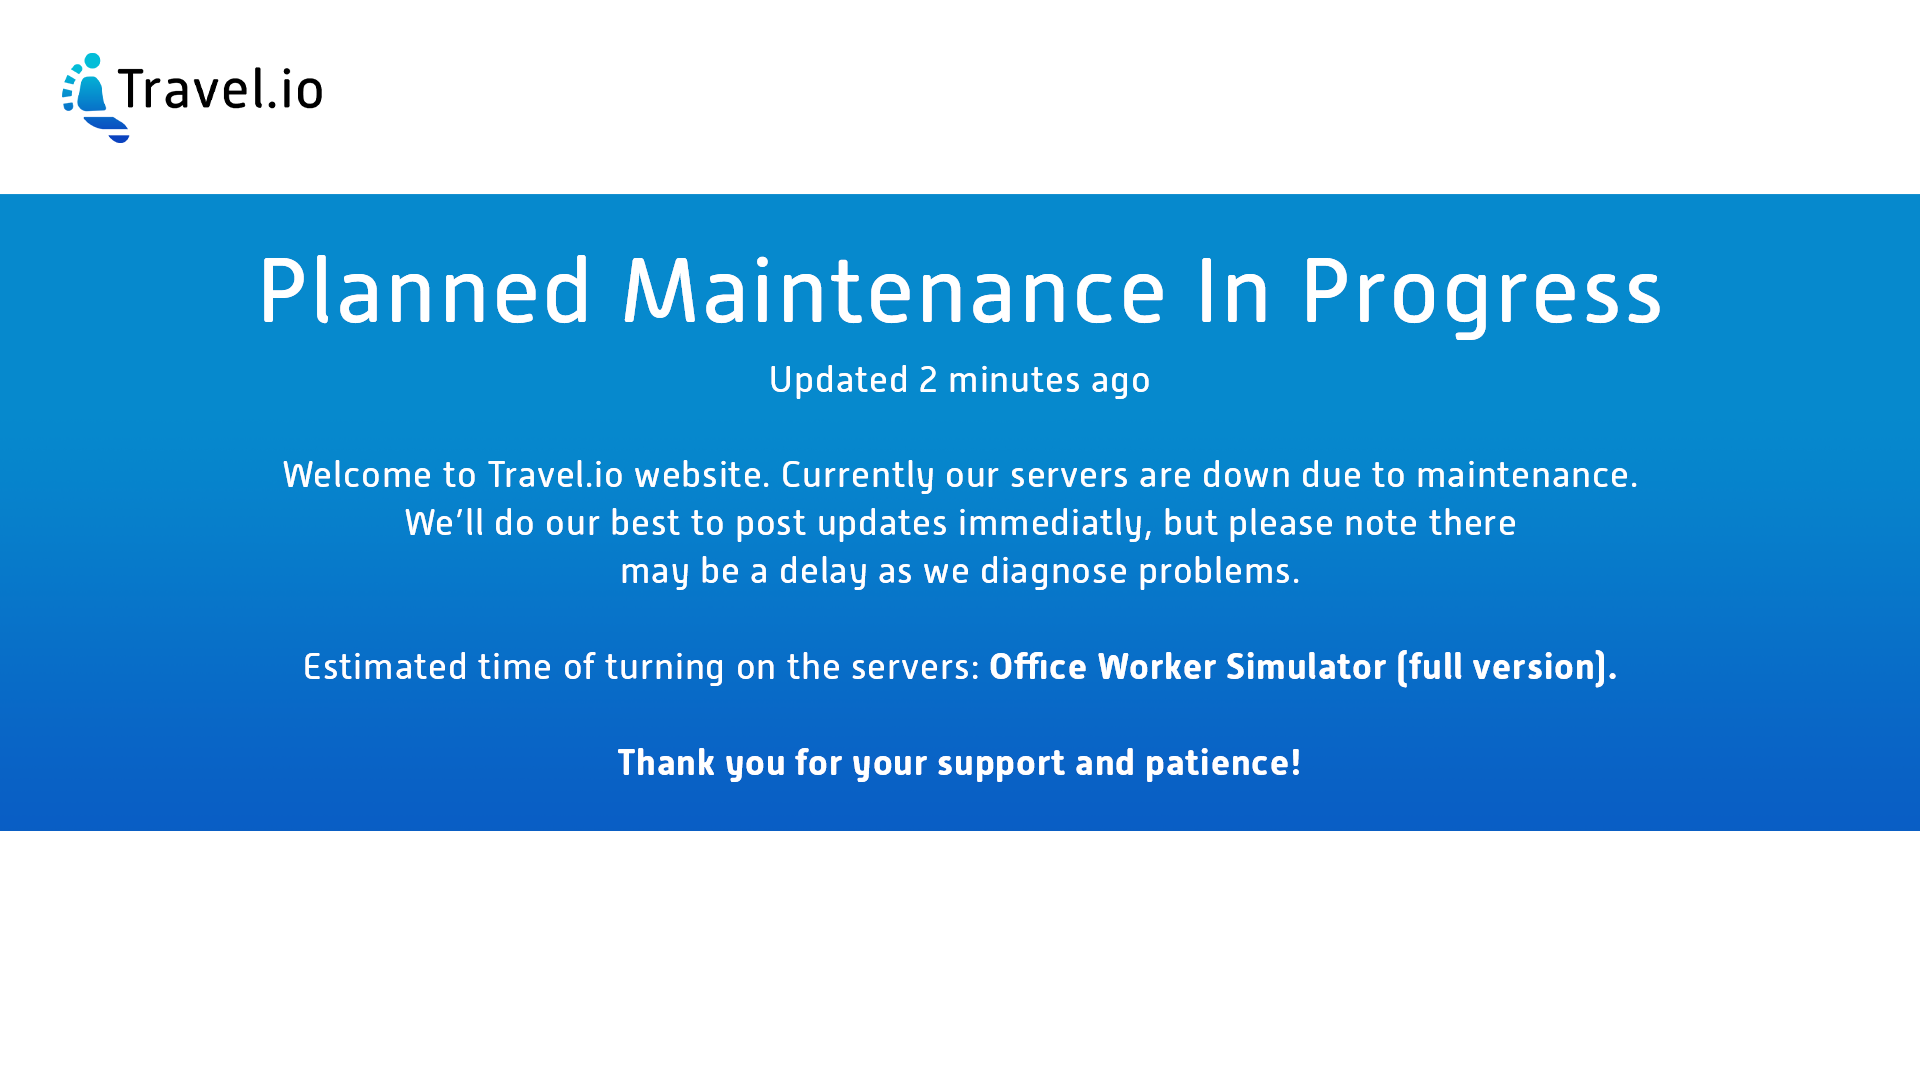 Travel.io
Planned Maintenance In Progress
Updated 2 minutes ago
Welcome to Travel.io website. Currently our servers are down due to maintenance.
We’ll do our best to post updates immediatly, but please note there
may be a delay as we diagnose problems.
Estimated time of turning on the servers: Office Worker Simulator (full version).
Thank you for your support and patience!